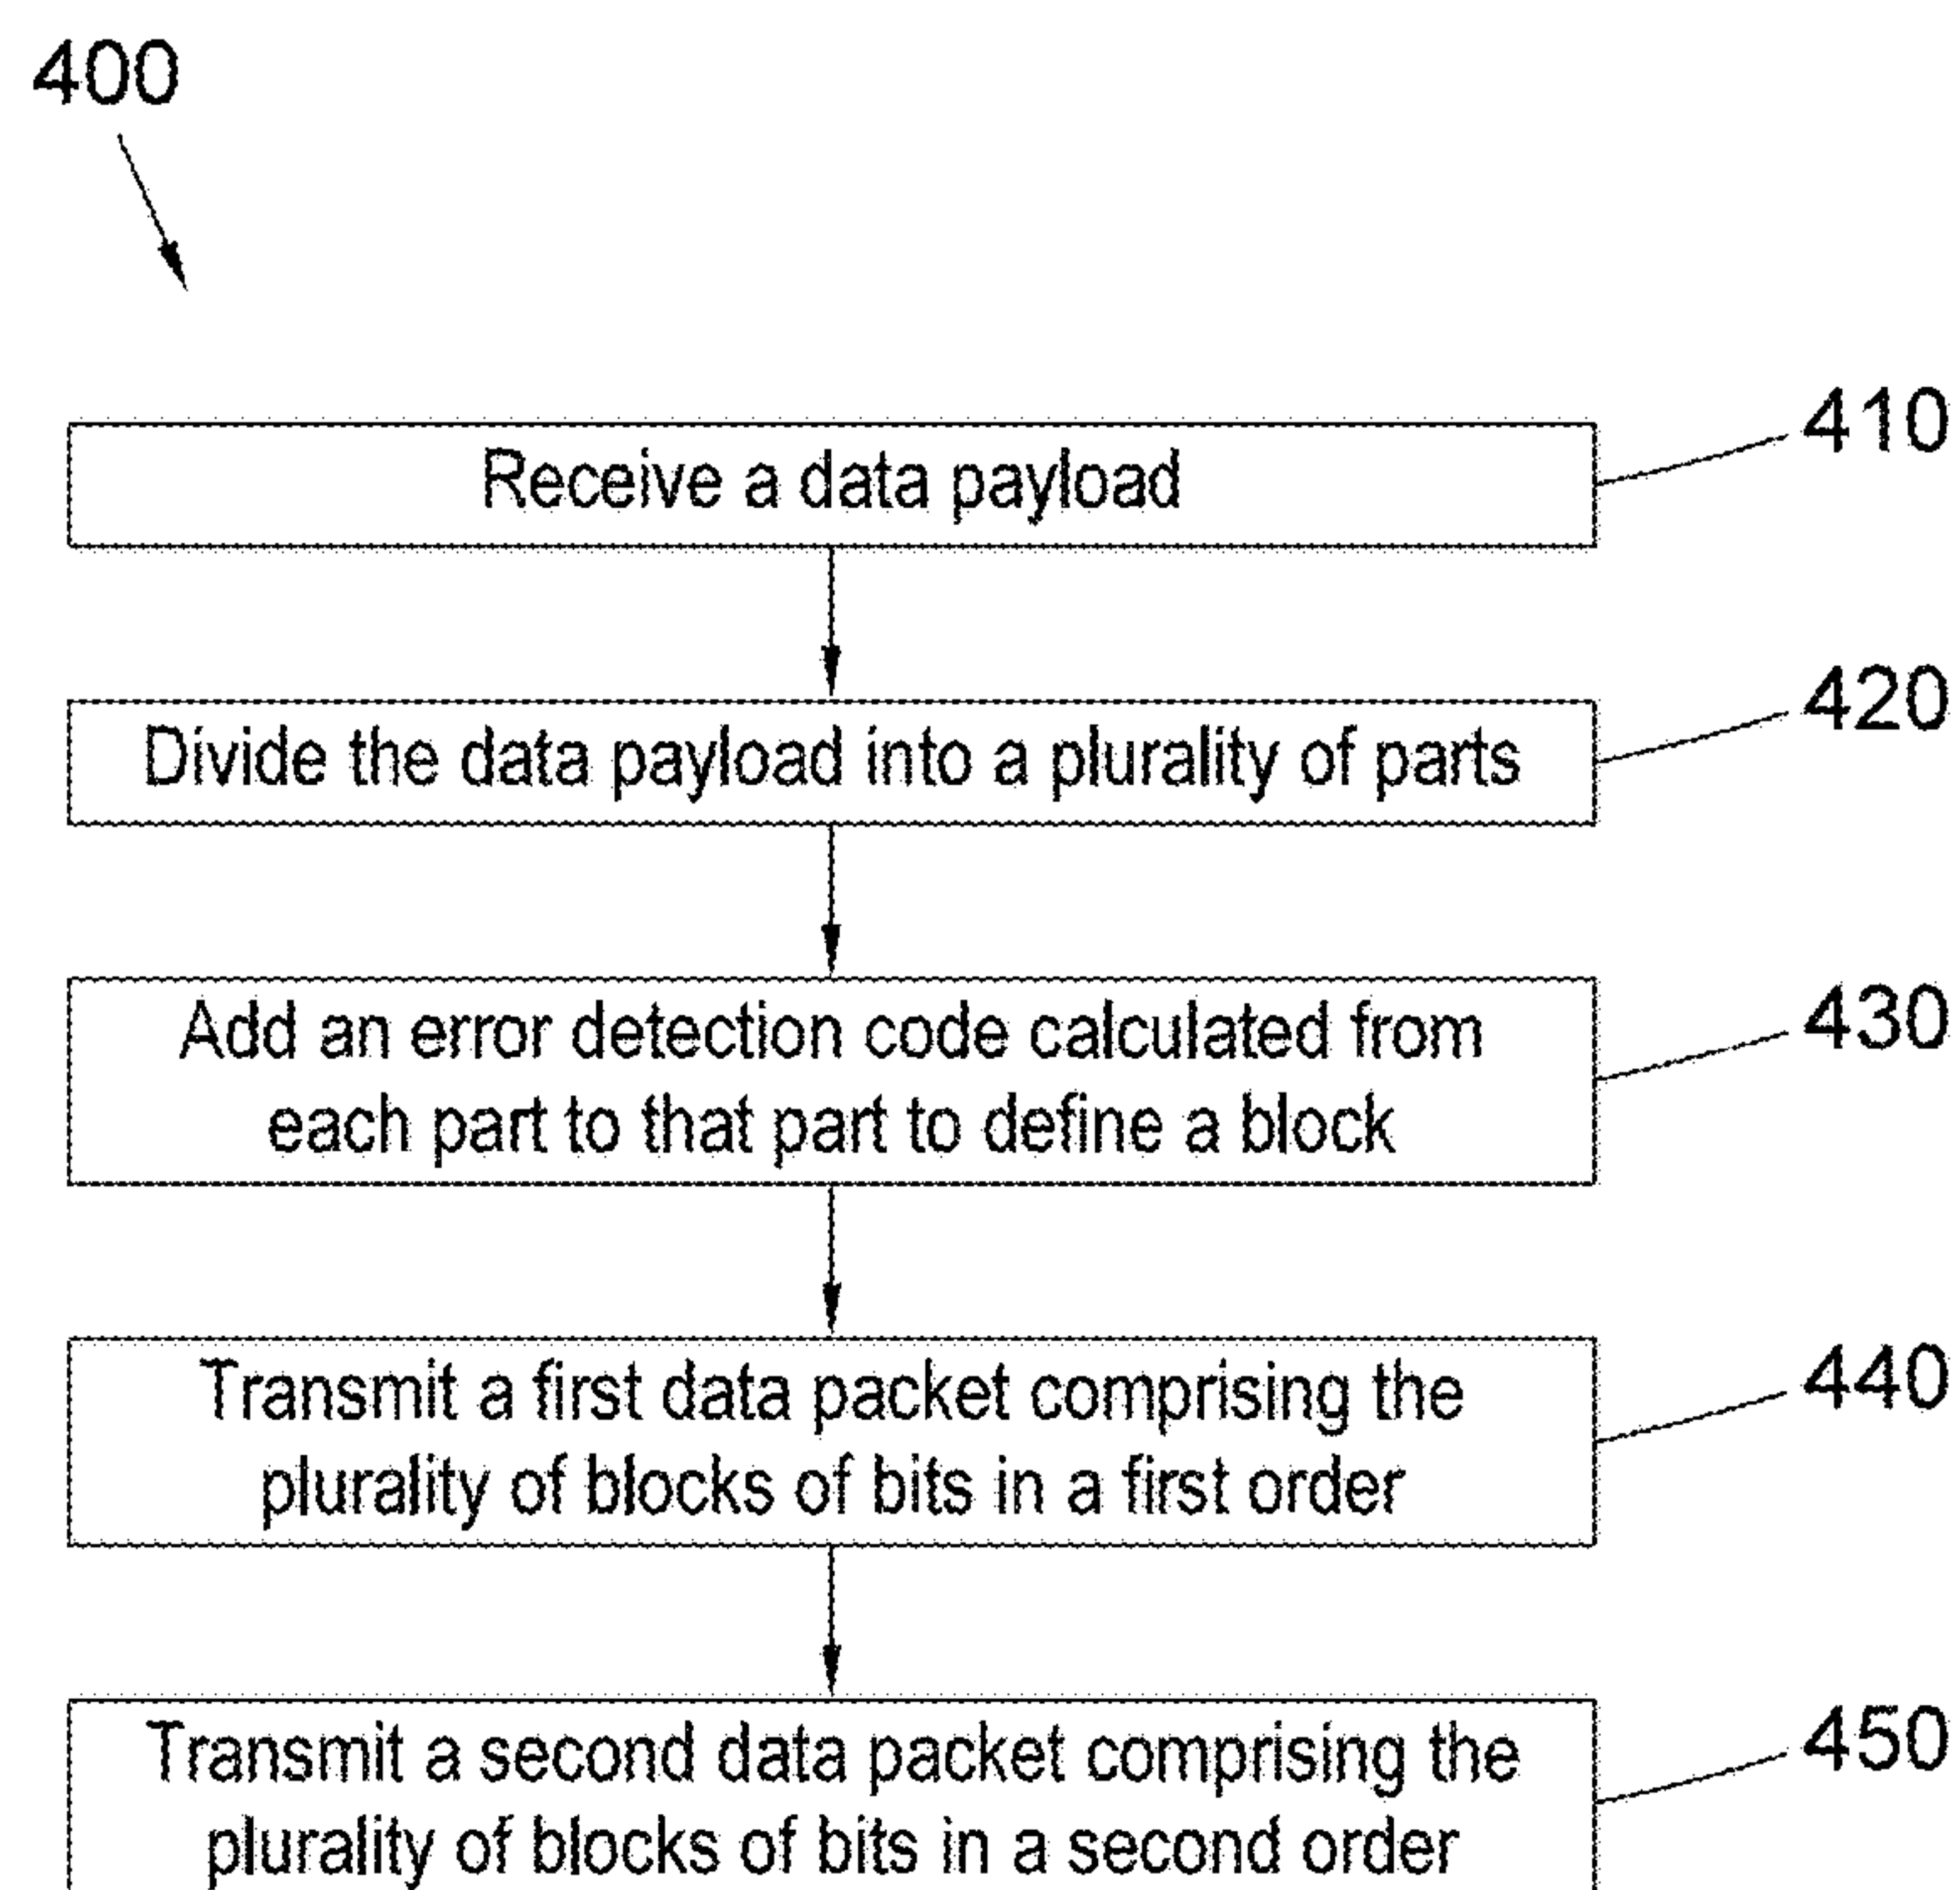 400
410
Receive a data payload
420
Divide the data payload into a plurality of parts
430
Add an error detection code calculated from
each part to that part to define a block
440
Transmit a first data packet comprising the
plurality of blocks of bits in a first order
450
Transmit a second data packet comprising the
plurality of blocks of bits in a second order